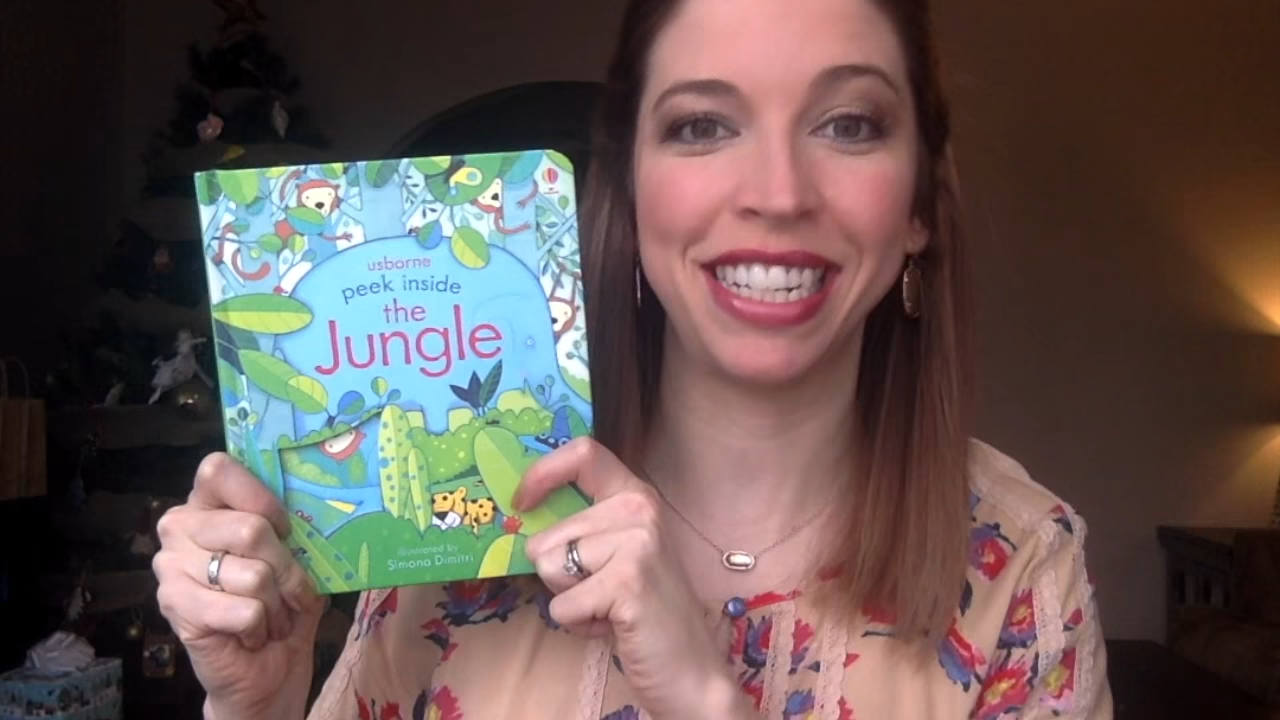 usborne
peek inside
the
Jungle
illustrated by
Simona Dimitri